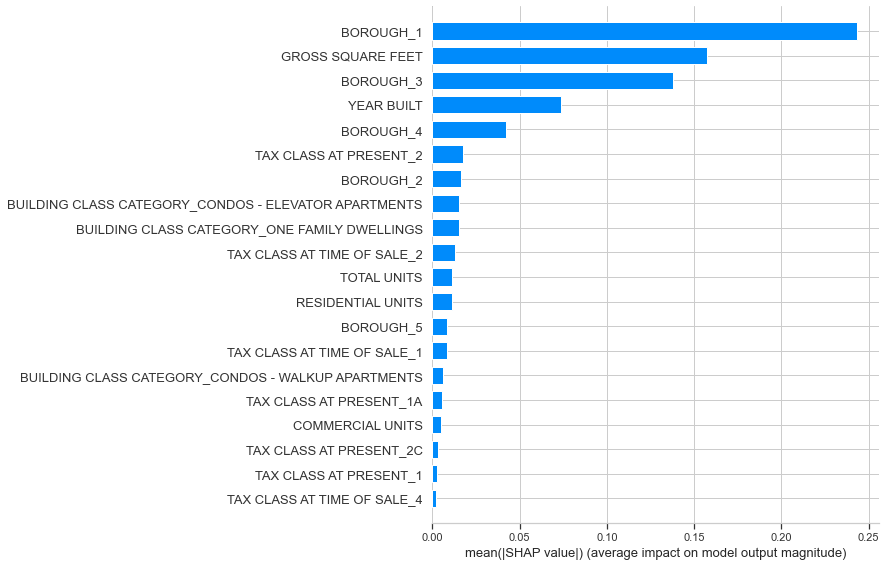 BOROUGH_1
GROSS SQUARE FEET
BOROUGH_3
YEAR BUILT
BOROUGH_4
TAX CLASS AT PRESENT_2
BOROUGH_2
BUILDING CLASS CATEGORY_CONDOS - ELEVATOR APARTMENTS
BUILDING CLASS CATEGORY_ONE FAMILY DWELLINGS
TAX CLASS AT TIME OF SALE_2
TOTAL UNITS
RESIDENTIAL UNITS
BOROUGH_5
TAX CLASS AT TIME OF SALE_1
BUILDING CLASS CATEGORY_CONDOS - WALKUP APARTMENTS
TAX CLASS AT PRESENT_1A
COMMERCIAL UNITS
TAX CLASS AT PRESENT_2C
TAX CLASS AT PRESENT_1
TAX CLASS AT TIME OF SALE_4
0.00 0.05 0.10 0.15 0.20 0.25
mean(|SHAP value|) (average impact on model output magnitude)